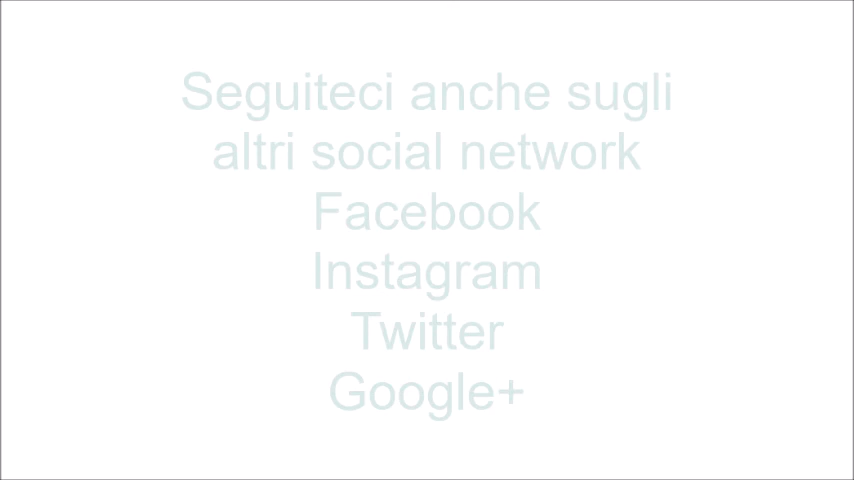 Seguiteci anche sugli
altri social network
Facebook
Instagram
Twitter
Google+